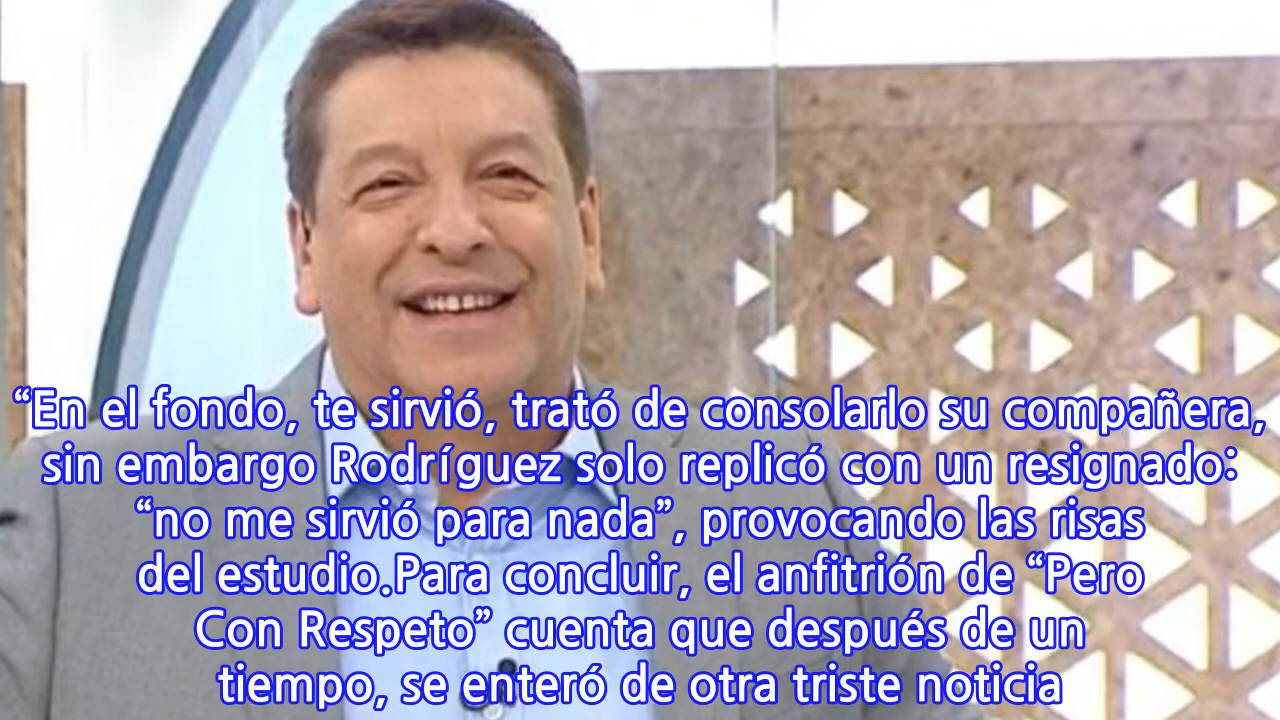 “En el fondo, te sirvió, trató de consolarlo su compañera,
sin embargo Rodríguez solo replicó con un resignado:
“no me sirvió para nada”, provocando las risas
del estudio.Para concluir, el anfitrión de “Pero
Con Respeto” cuenta que después de un
tiempo, se enteró de otra triste noticia